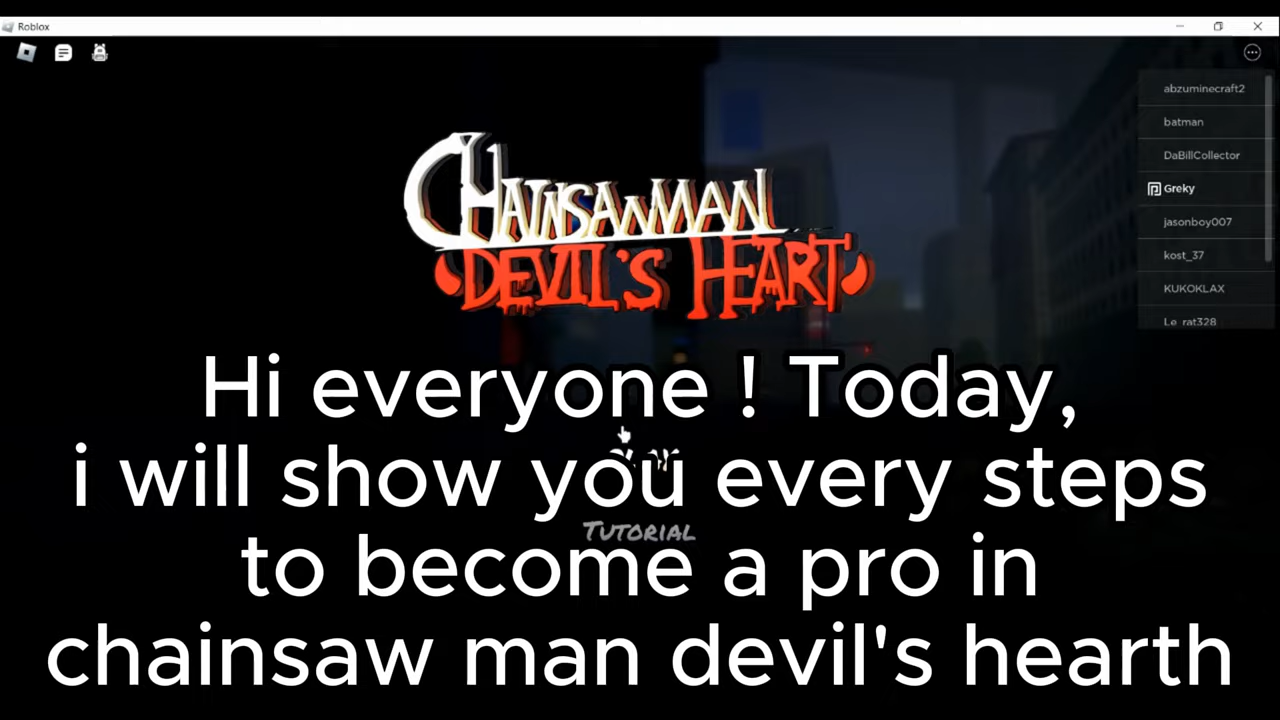 Roblox
abzuminecraft2
batman
DaBillCollector
Greky
jasonboy007
kost_37
KUKOKLAX
Le_rat328
CHAINSAWMAN
DEVIL'S HEART
Hi everyone ! Today,
i will show you every steps
Tutorial
to become a pro in
chainsaw man devil's hearth